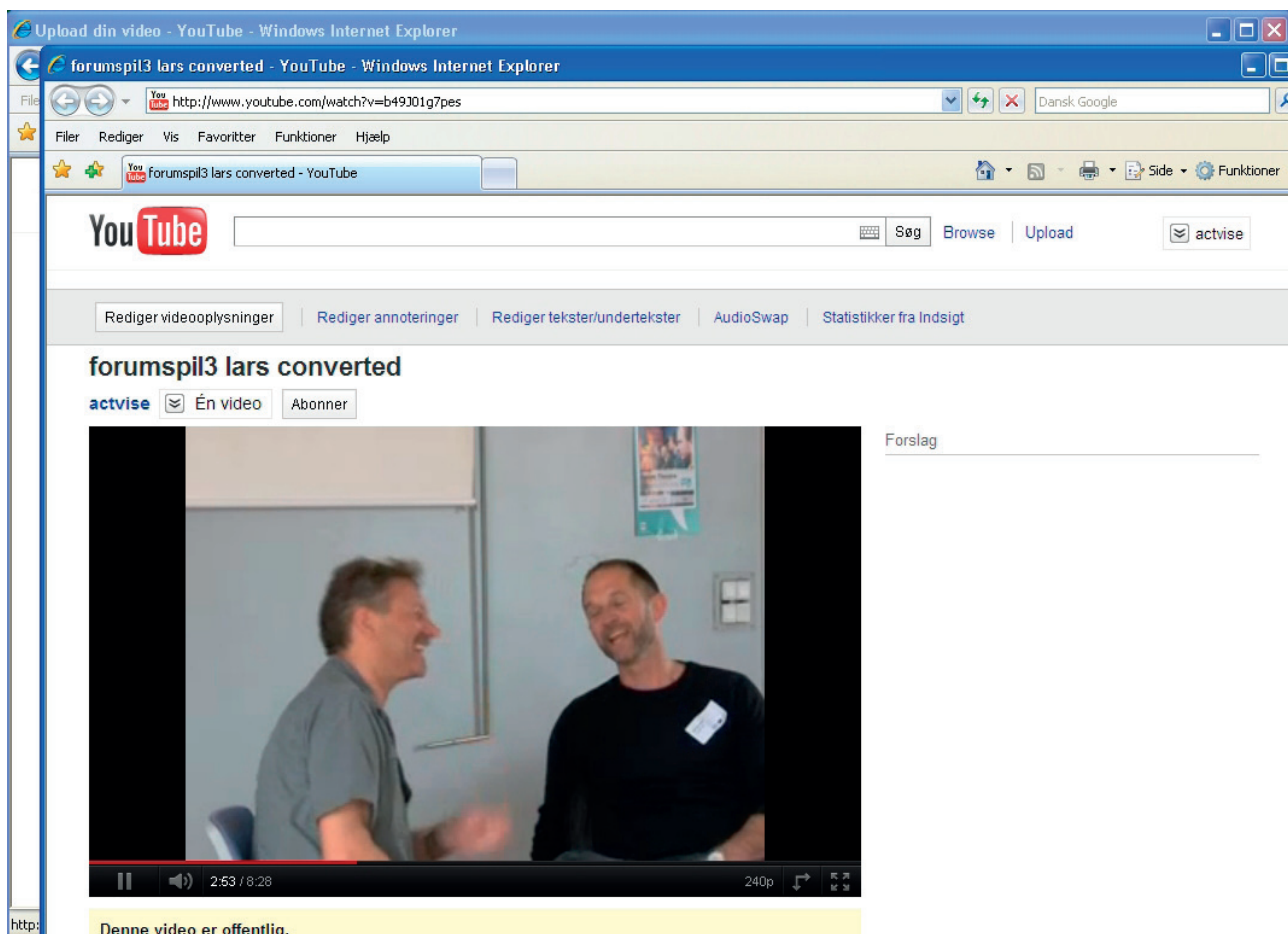 Upload din video - YouTube - Windows Internet Explorer
forumspil3 lars converted - YouTube - Windows Internet Explorer
File
http://www.youtube.com/watch?v=b49J01g7pes
Dansk Google
Filer Rediger Vis Favoritter Funktioner Hjælp
forumspil3 lars converted - YouTube
Side Funktioner
YouTube
Søg Browse Upload actvise
Rediger videooplysninger Rediger annoteringer Rediger tekster/undertekster AudioSwap Statistikker fra Indsigt
forumspil3 lars converted
actvise Én video Abonner
Forslag
2:53 / 8:28 240p
Denne video er offentlig.
http: